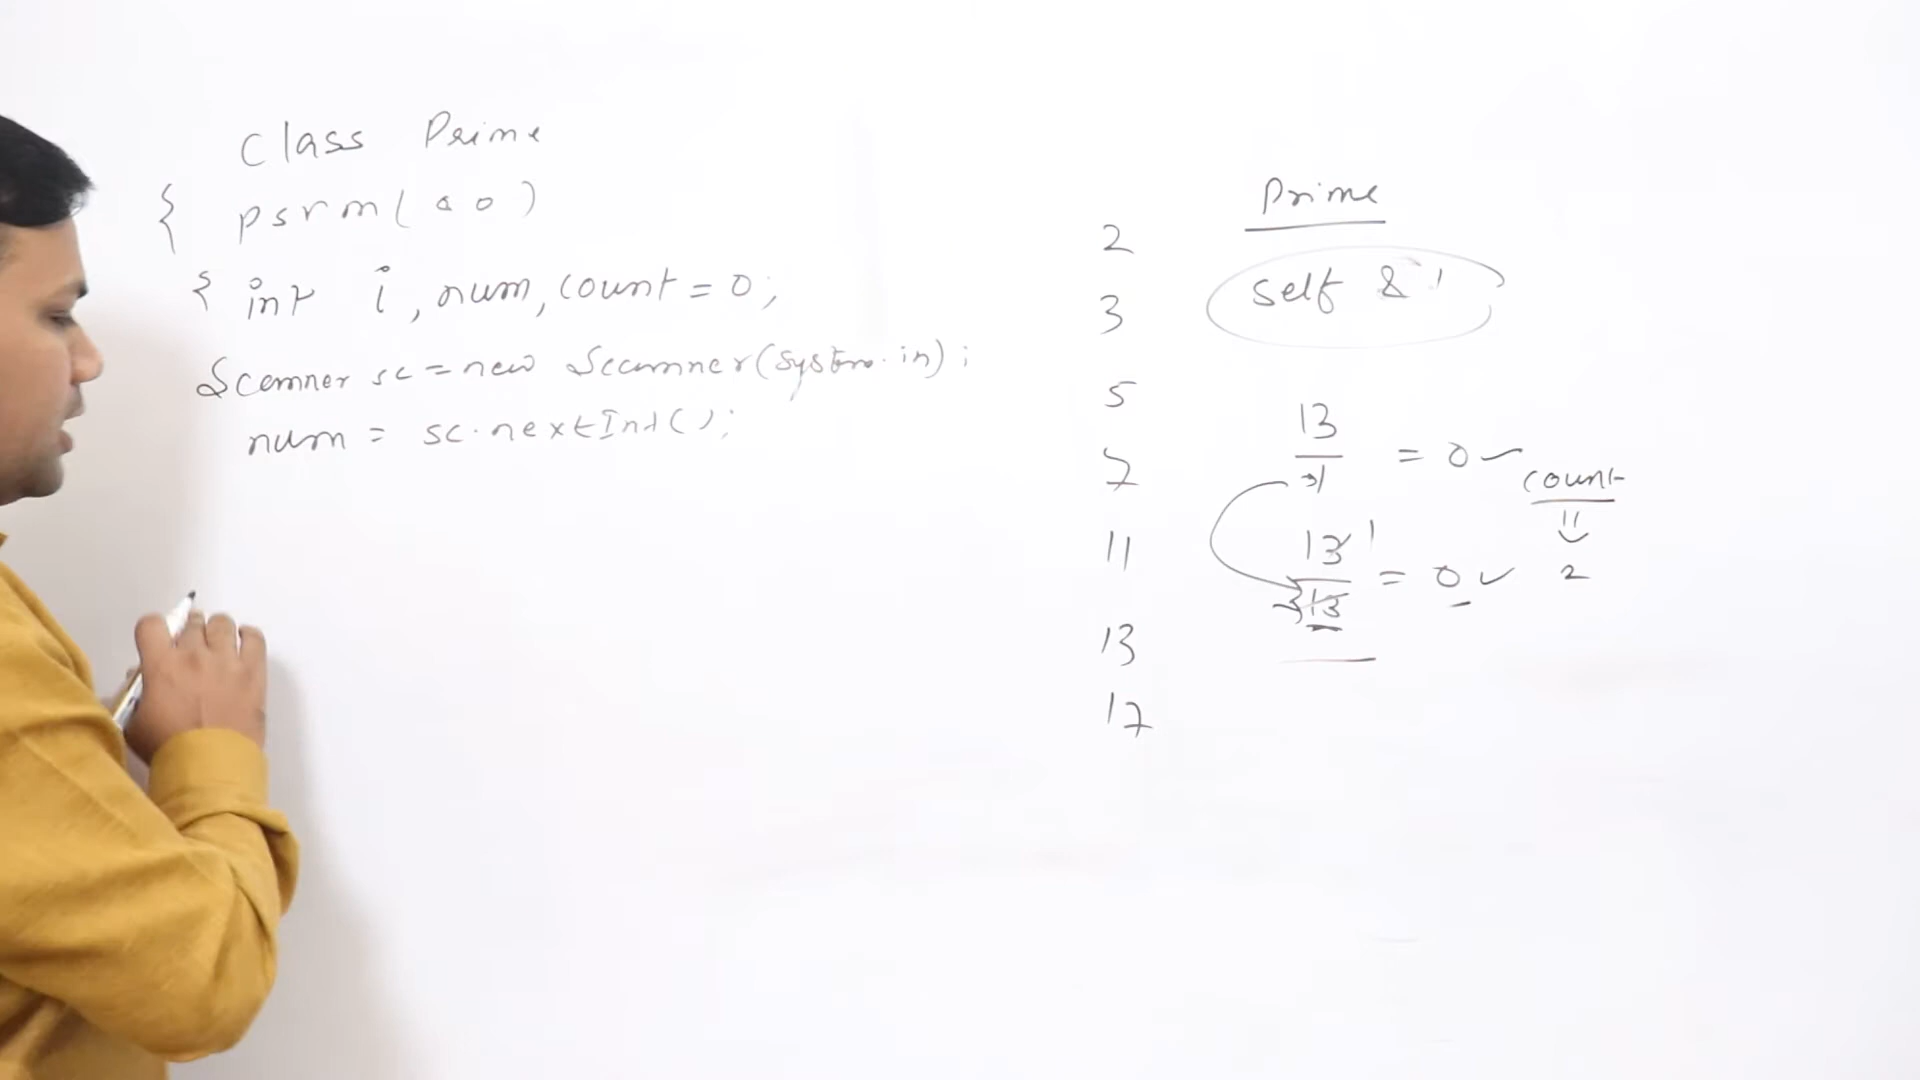 class Prime
{ psvm( )
{ int i, num, count = 0;
Scanner sc = new Scanner(System.in);
num = sc.nextInt();
Prime
self & 1
2
3
5
7
11
13
17
13
1
= 0
count
=
2
13 1
13
= 0